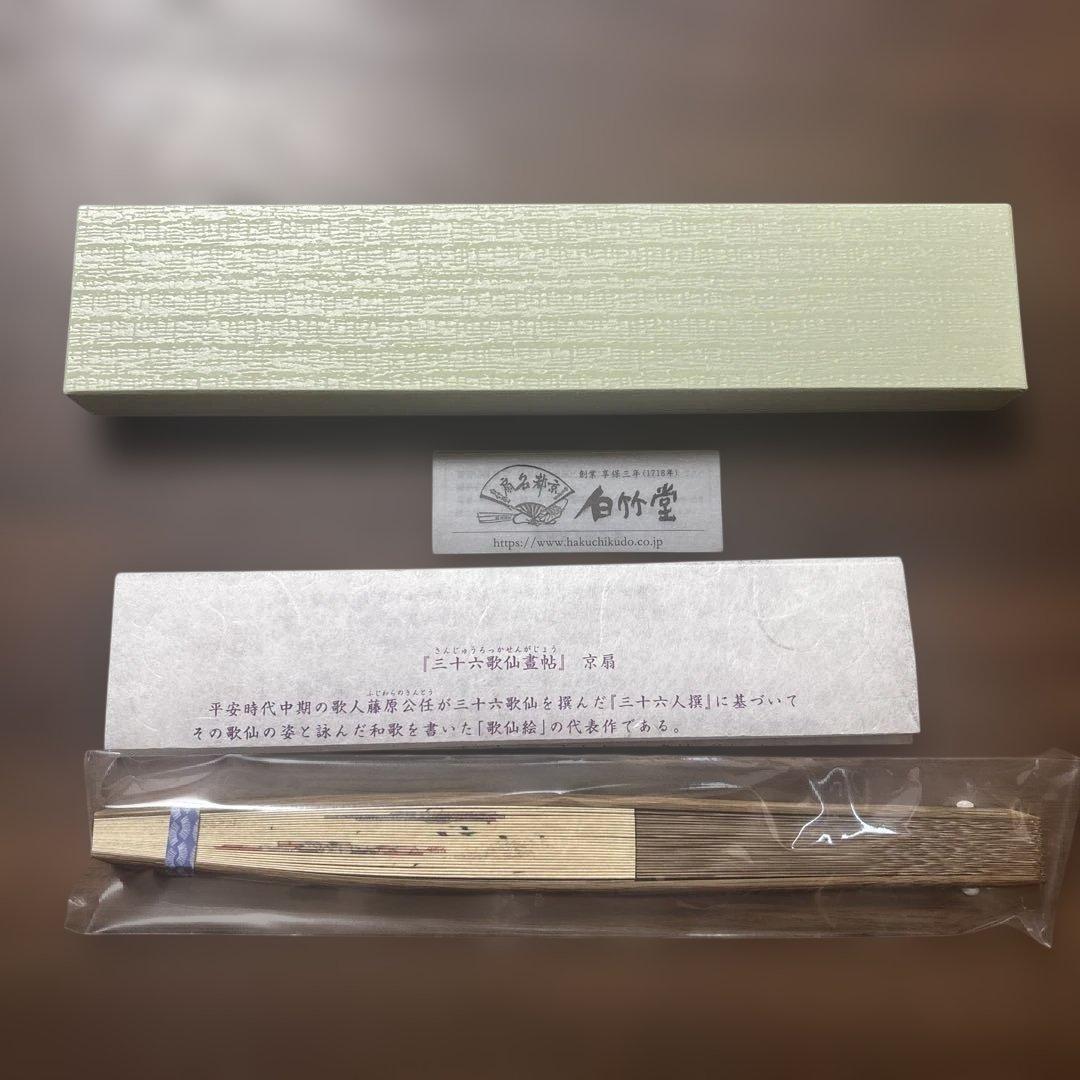 京都名扇
創業 享保三年(1718年)
白竹堂
https://www.hakuchikudo.co.jp
さんじゅうろっかせんがじょう
『三十六歌仙畫帖』 京扇
ふじわらのきんとう
平安時代中期の歌人藤原公任が三十六歌仙を撰んだ『三十六人撰』に基づいて
その歌仙の姿と詠んだ和歌を書いた「歌仙絵」の代表作である。